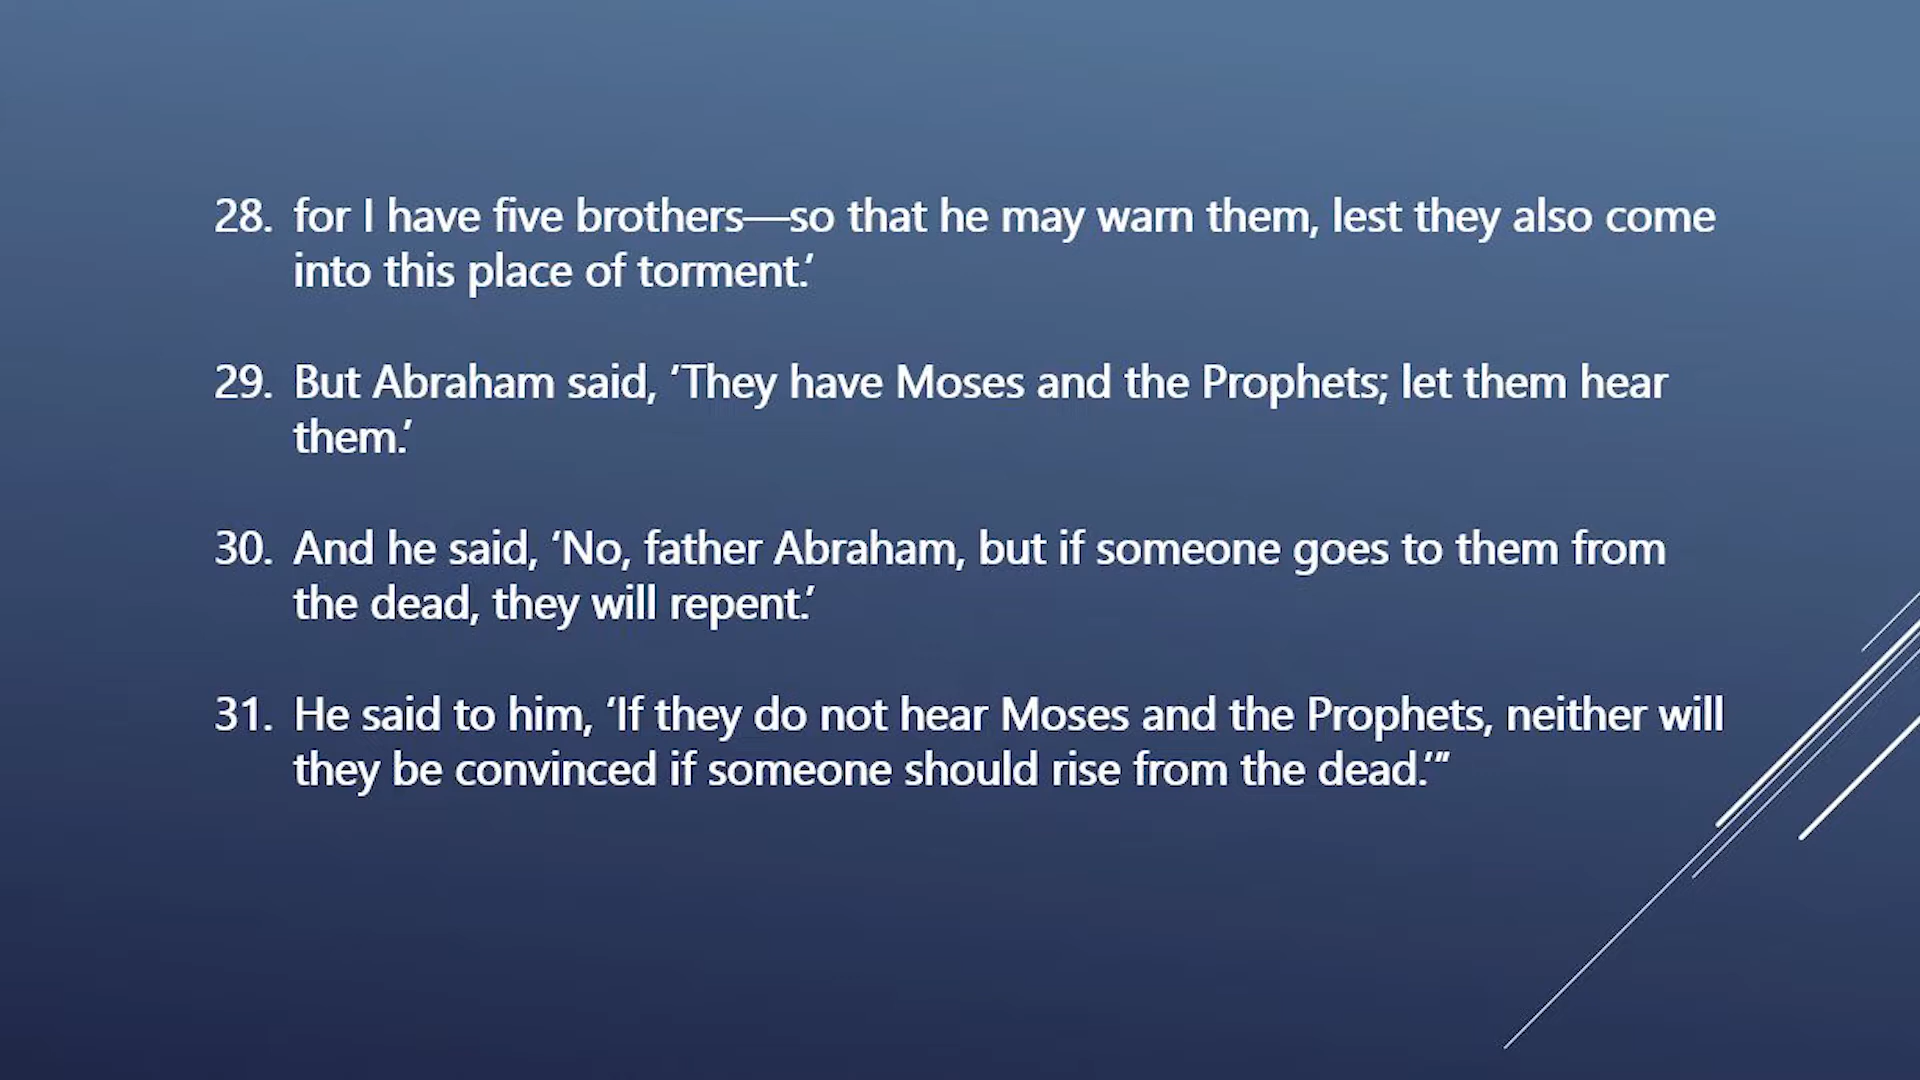 28. for I have five brothers—so that he may warn them, lest they also come
into this place of torment.’
29. But Abraham said, ’They have Moses and the Prophets; let them hear
them.’
30. And he said, ‘No, father Abraham, but if someone goes to them from
the dead, they will repent.’
31. He said to him, ‘If they do not hear Moses and the Prophets, neither will
they be convinced if someone should rise from the dead.’”